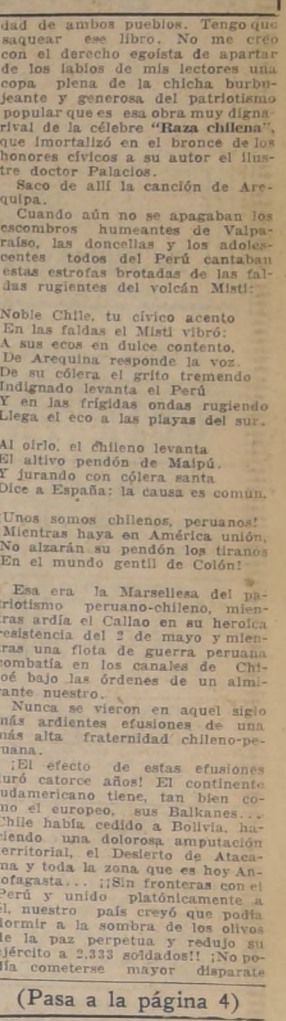 dad de ambos pueblos. Tengo que
saquear ese libro. No me creo
con el derecho egoísta de apartar
de los labios de mis lectores una
copa plena de la chicha burbu-
jeante y generosa del patriotismo
popular que es esa obra muy digna
rival de la célebre "Raza chilena",
que imortalizó en el bronce de los
honores cívicos a su autor el ilus-
tre doctor Palacios.
Saco de allí la canción de Are-
quipa.
Cuando aún no se apagaban los
escombros humeantes de Valpa-
raíso, las doncellas y los adoles-
centes todos del Perú cantaban
estas estrofas brotadas de las fal-
das rugientes del volcán Misti:
Noble Chile, tu cívico acento
En las faldas el Misti vibró;
A sus ecos en dulce contento,
De Arequina responde la voz.
De su cólera el grito tremendo
Indignado levanta el Perú
Y en las frígidas ondas rugiendo
Llega el eco a las playas del sur.
Al oirlo, el chileno levanta
El altivo pendón de Maipú.
Y jurando con cólera santa
Dice a España: la causa es comun.
¡Unos somos chilenos, peruanos!
Mientras haya en América unión,
No alzarán su pendón los tiranos
En el mundo gentil de Colón!
Esa era la Marsellesa del pa-
triotismo peruano-chileno, mien-
tras ardía el Callao en su heroica
resistencia del 2 de mayo y mien-
tras una flota de guerra peruana
combatía en los canales de Chi-
loé bajo las órdenes de un almi-
rante nuestro.
Nunca se vieron en aquel siglo
más ardientes efusiones de una
más alta fraternidad chileno-pe-
ruana.
¡El efecto de estas efusiones
duró catorce años! El continente
sudamericano tiene, tan bien co-
mo el europeo, sus Balkanes...
Chile había cedido a Bolivia, ha-
ciendo una dolorosa amputación
territorial, el Desierto de Ataca-
ma y toda la zona que es hoy An-
tofagasta... ¡¡Sin fronteras con el
Perú y unido platónicamente a
él, nuestro país creyó que podía
dormir a la sombra de los olivos
de la paz perpetua y redujo su
ejército a 2,333 soldados!! ¡No po-
día cometerse mayor disparate
(Pasa a la página 4)